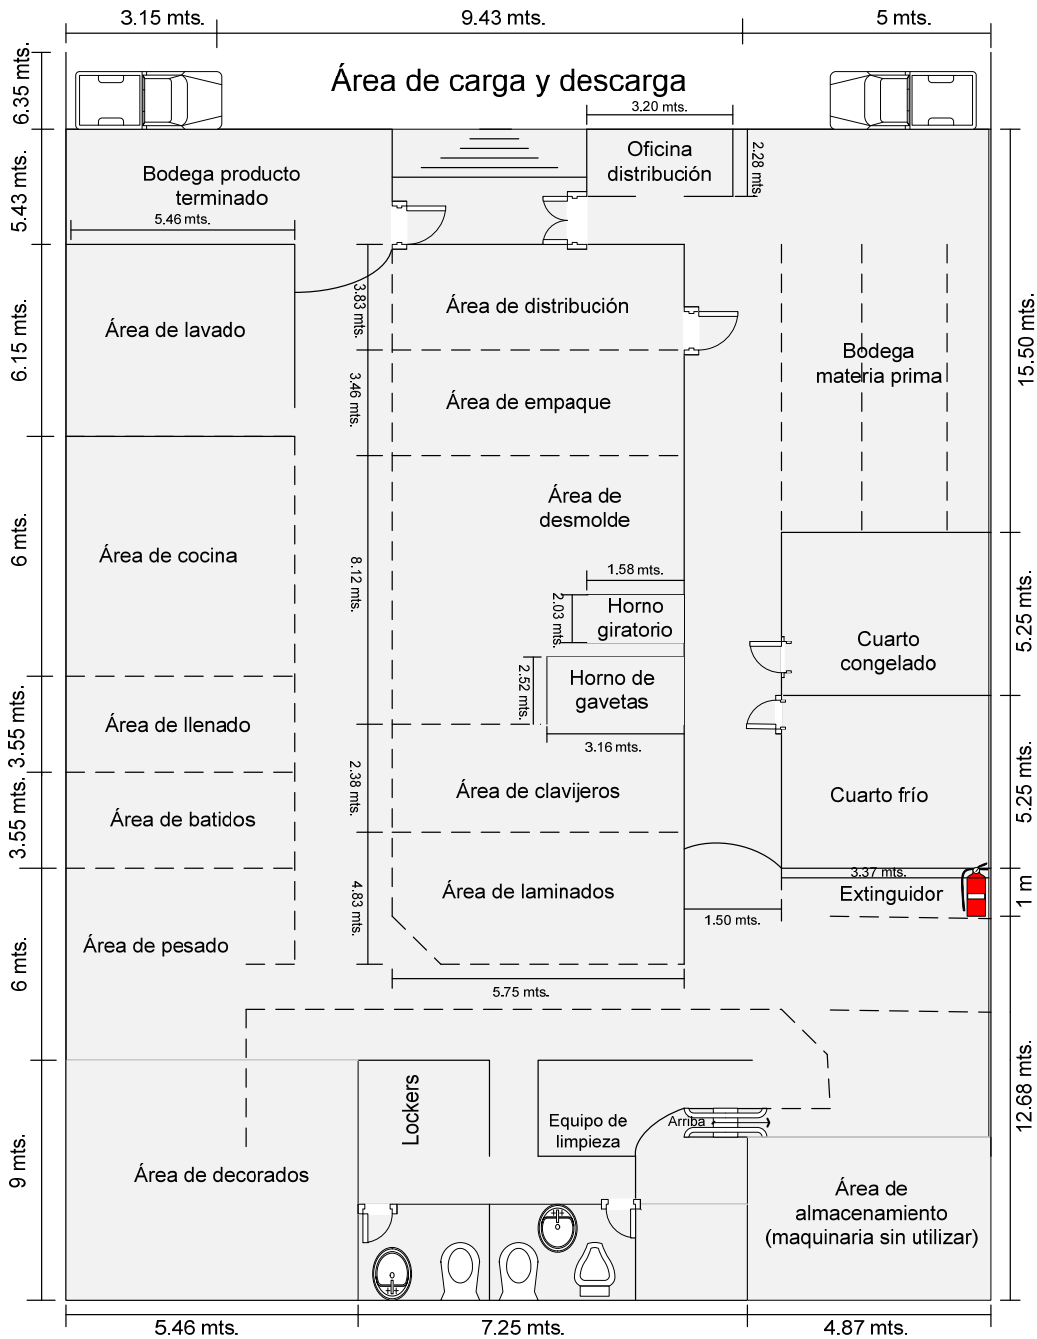 3.15 mts.
9.43 mts.
5 mts.
6.35 mts.
Área de carga y descarga
3.20 mts.
5.43 mts.
Bodega producto
terminado
5.46 mts.
Oficina
distribución
2.28 mts.
6.15 mts.
Área de lavado
3.83 mts.
Área de distribución
3.46 mts.
Área de empaque
Bodega
materia prima
15.50 mts.
6 mts.
Área de cocina
8.12 mts.
Área de
desmolde
1.58 mts.
2.03 mts.
Horno
giratorio
2.52 mts.
Horno de
gavetas
3.16 mts.
Cuarto
congelado
5.25 mts.
3.55 mts.
Área de llenado
2.38 mts.
Área de clavijeros
Cuarto frío
5.25 mts.
3.55 mts.
Área de batidos
4.83 mts.
Área de laminados
3.37 mts.
Extinguidor
1 m
1.50 mts.
6 mts.
Área de pesado
5.75 mts.
12.68 mts.
9 mts.
Área de decorados
Lockers
Equipo de
limpieza
Arriba
Área de
almacenamiento
(maquinaria sin utilizar)
5.46 mts.
7.25 mts.
4.87 mts.